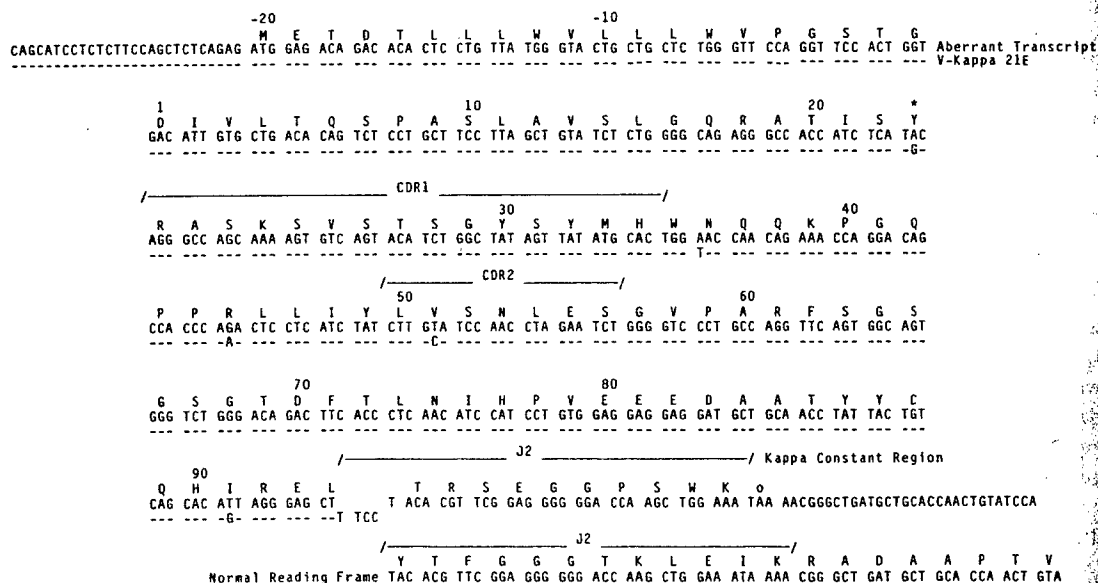 -20 -10
M E T D T L L L W V L L L W V P G S T G
CAGCATCCTCTCTTCCAGCTCTCAGAG ATG GAG ACA GAC ACA CTC CTG TTA TGG GTA CTG CTG CTC TGG GTT CCA GGT TCC ACT GGT Aberrant Transcript
--------------------------- --- --- --- --- --- --- --- --- --- --- --- --- --- --- --- --- --- --- --- --- V-Kappa 21E
1 10 20 *
D I V L T Q S P A S L A V S L G Q R A T I S Y
GAC ATT GTG CTG ACA CAG TCT CCT GCT TCC TTA GCT GTA TCT CTG GGG CAG AGG GCC ACC ATC TCA TAC
--- --- --- --- --- --- --- --- --- --- --- --- --- --- --- --- --- --- --- --- --- --- -G-
/ CDR1 /
30 40
R A S K S V S T S G Y S Y M H W N Q Q K P G Q
AGG GCC AGC AAA AGT GTC AGT ACA TCT GGC TAT AGT TAT ATG CAC TGG AAC CAA CAG AAA CCA GGA CAG
--- --- --- --- --- --- --- --- --- --- --- --- --- --- --- --- T-- --- --- --- --- --- ---
/ CDR2 /
50 60
P P R L L I Y L V S N L E S G V P A R F S G S
CCA CCC AGA CTC CTC ATC TAT CTT GTA TCC AAC CTA GAA TCT GGG GTC CCT GCC AGG TTC AGT GGC AGT
--- --- -A- --- --- --- --- --- -C- --- --- --- --- --- --- --- --- --- --- --- --- --- ---
70 80
G S G T D F T L N I H P V E E E D A A T Y Y C
GGG TCT GGG ACA GAC TTC ACC CTC AAC ATC CAT CCT GTG GAG GAG GAG GAT GCT GCA ACC TAT TAC TGT
--- --- --- --- --- --- --- --- --- --- --- --- --- --- --- --- --- --- --- --- --- --- ---
/ J2 / Kappa Constant Region
90
Q H I R E L T R S E G G P S W K o
CAG CAC ATT AGG GAG CT T ACA CGT TCG GAG GGG GGA CCA AGC TGG AAA TAA AACGGGCTGATGCTGCACCAACTGTATCCA
--- --- -G- --- --- --T TCC
/ J2 /
Y T F G G G T K L E I K R A D A A P T V
Normal Reading Frame TAC ACG TTC GGA GGG GGG ACC AAG CTG GAA ATA AAA CGG GCT GAT GCT GCA CCA ACT GTA